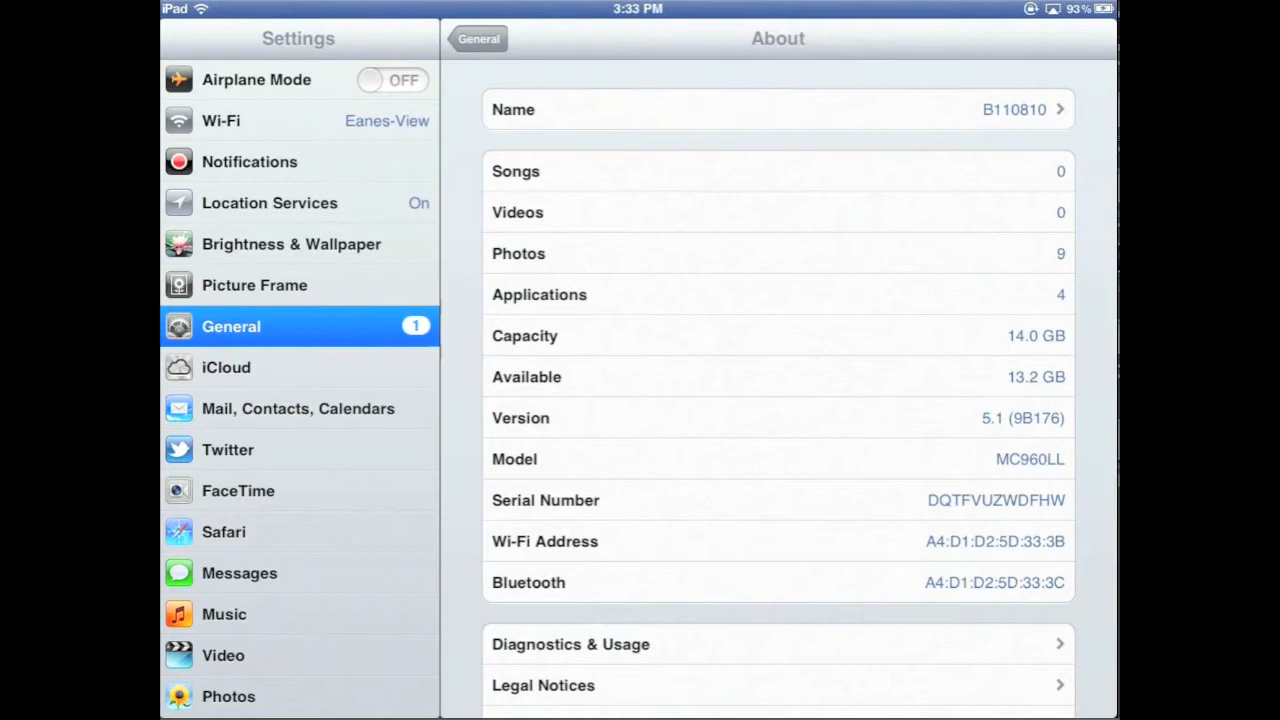 iPad 3:33 PM 93%
Settings General About
Airplane Mode OFF
Wi-Fi Eanes-View
Notifications
Location Services On
Brightness & Wallpaper
Picture Frame
General 1
iCloud
Mail, Contacts, Calendars
Twitter
FaceTime
Safari
Messages
Music
Video
Photos
Name B110810
Songs 0
Videos 0
Photos 9
Applications 4
Capacity 14.0 GB
Available 13.2 GB
Version 5.1 (9B176)
Model MC960LL
Serial Number DQTFVUZWDFHW
Wi-Fi Address A4:D1:D2:5D:33:3B
Bluetooth A4:D1:D2:5D:33:3C
Diagnostics & Usage
Legal Notices